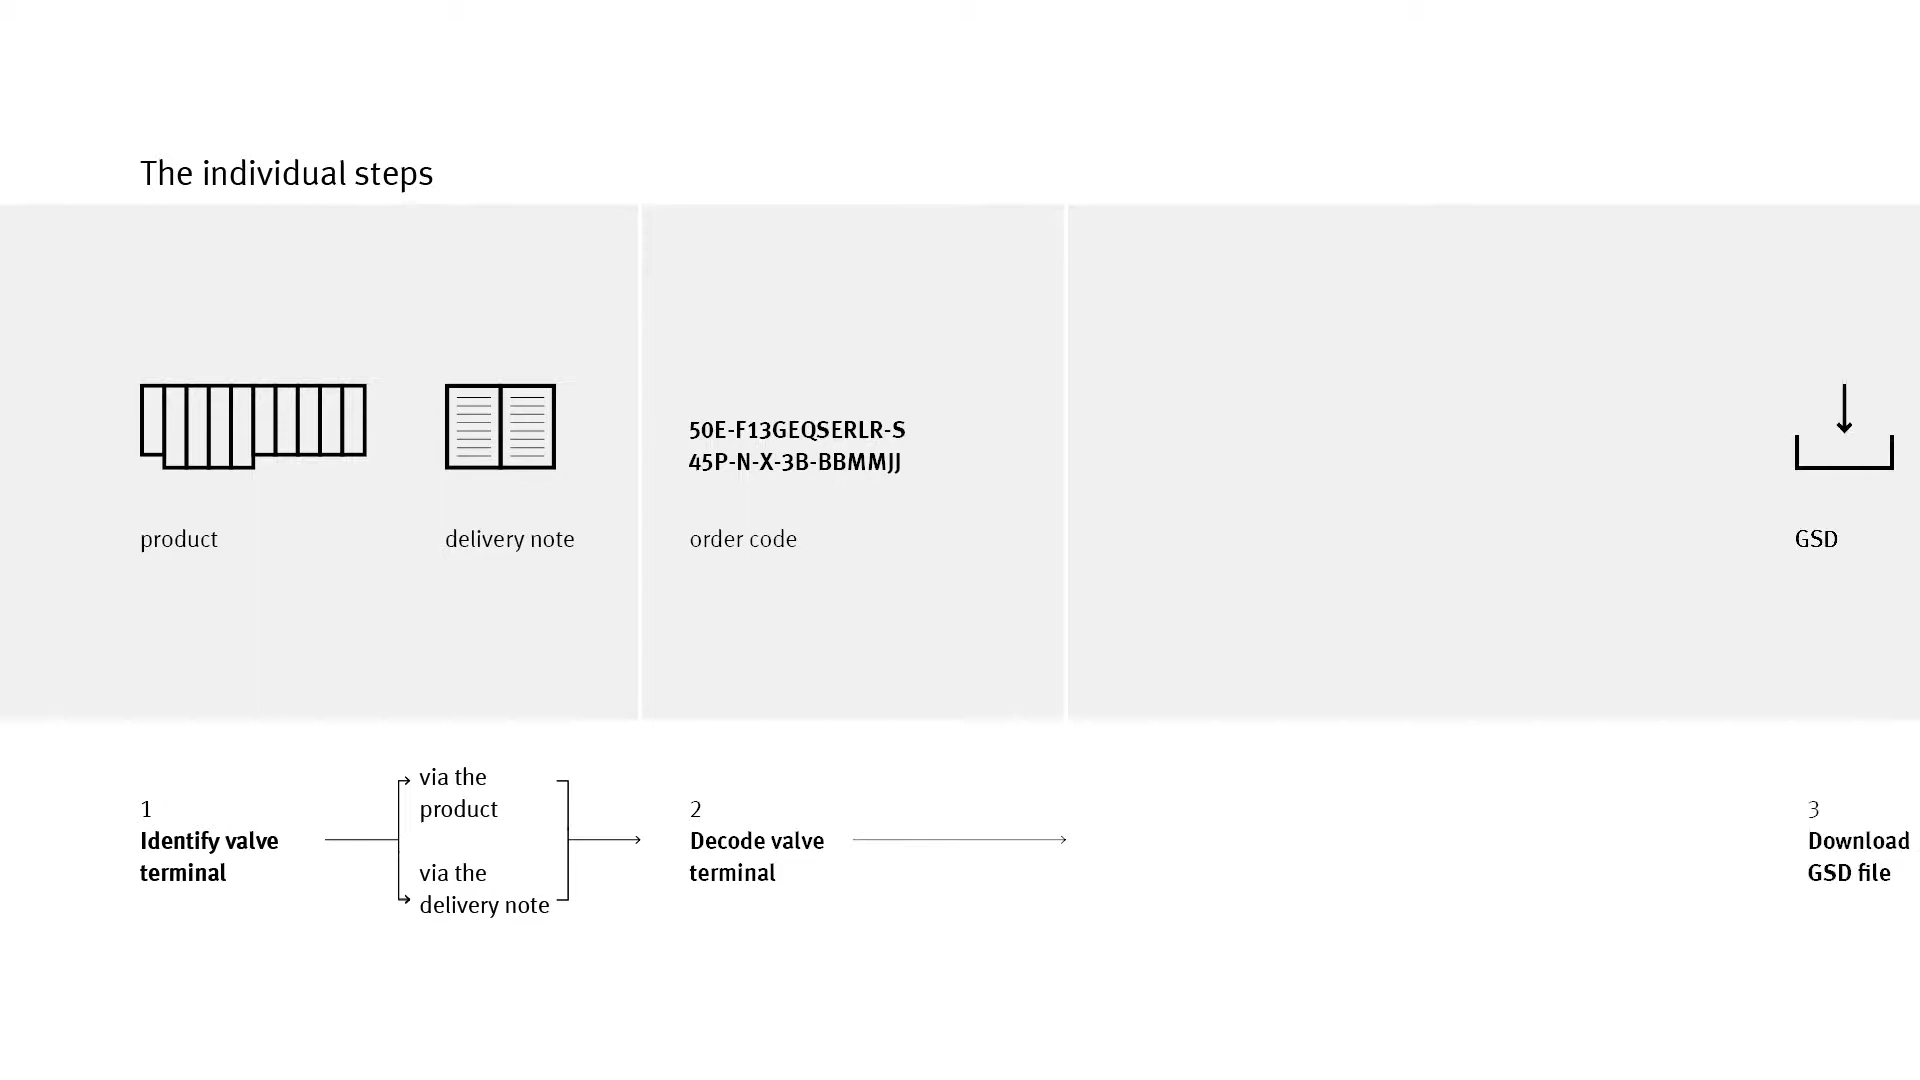 The individual steps
product
delivery note
50E-F13GEQSERLR-S
45P-N-X-3B-BBMMJJ
order code
GSD
1
Identify valve
terminal
via the
product
via the
delivery note
2
Decode valve
terminal
3
Download
GSD file